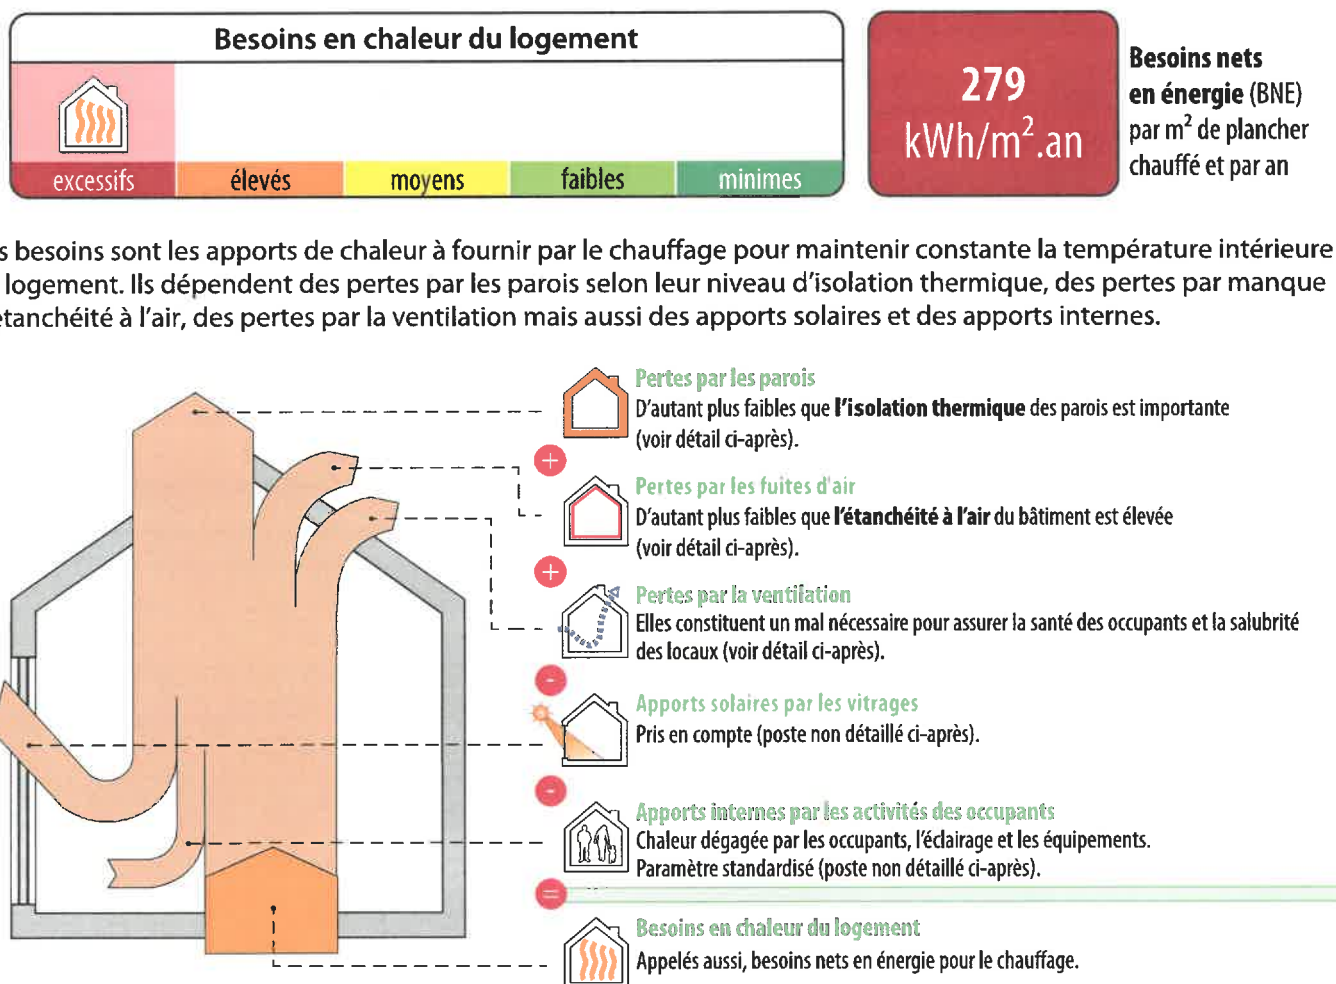 Besoins en chaleur du logement
excessifs
élevés
moyens
faibles
minimes
279
kWh/m².an
Besoins nets
en énergie (BNE)
par m² de plancher
chauffé et par an
s besoins sont les apports de chaleur à fournir par le chauffage pour maintenir constante la température intérieure
logement. Ils dépendent des pertes par les parois selon leur niveau d'isolation thermique, des pertes par manque
étanchéité à l'air, des pertes par la ventilation mais aussi des apports solaires et des apports internes.
Pertes par les parois
D'autant plus faibles que l'isolation thermique des parois est importante
(voir détail ci-après).
+
Pertes par les fuites d'air
D'autant plus faibles que l'étanchéité à l'air du bâtiment est élevée
(voir détail ci-après).
+
Pertes par la ventilation
Elles constituent un mal nécessaire pour assurer la santé des occupants et la salubrité
des locaux (voir détail ci-après).
-
Apports solaires par les vitrages
Pris en compte (poste non détaillé ci-après).
-
Apports internes par les activités des occupants
Chaleur dégagée par les occupants, l'éclairage et les équipements.
Paramètre standardisé (poste non détaillé ci-après).
=
Besoins en chaleur du logement
Appelés aussi, besoins nets en énergie pour le chauffage.